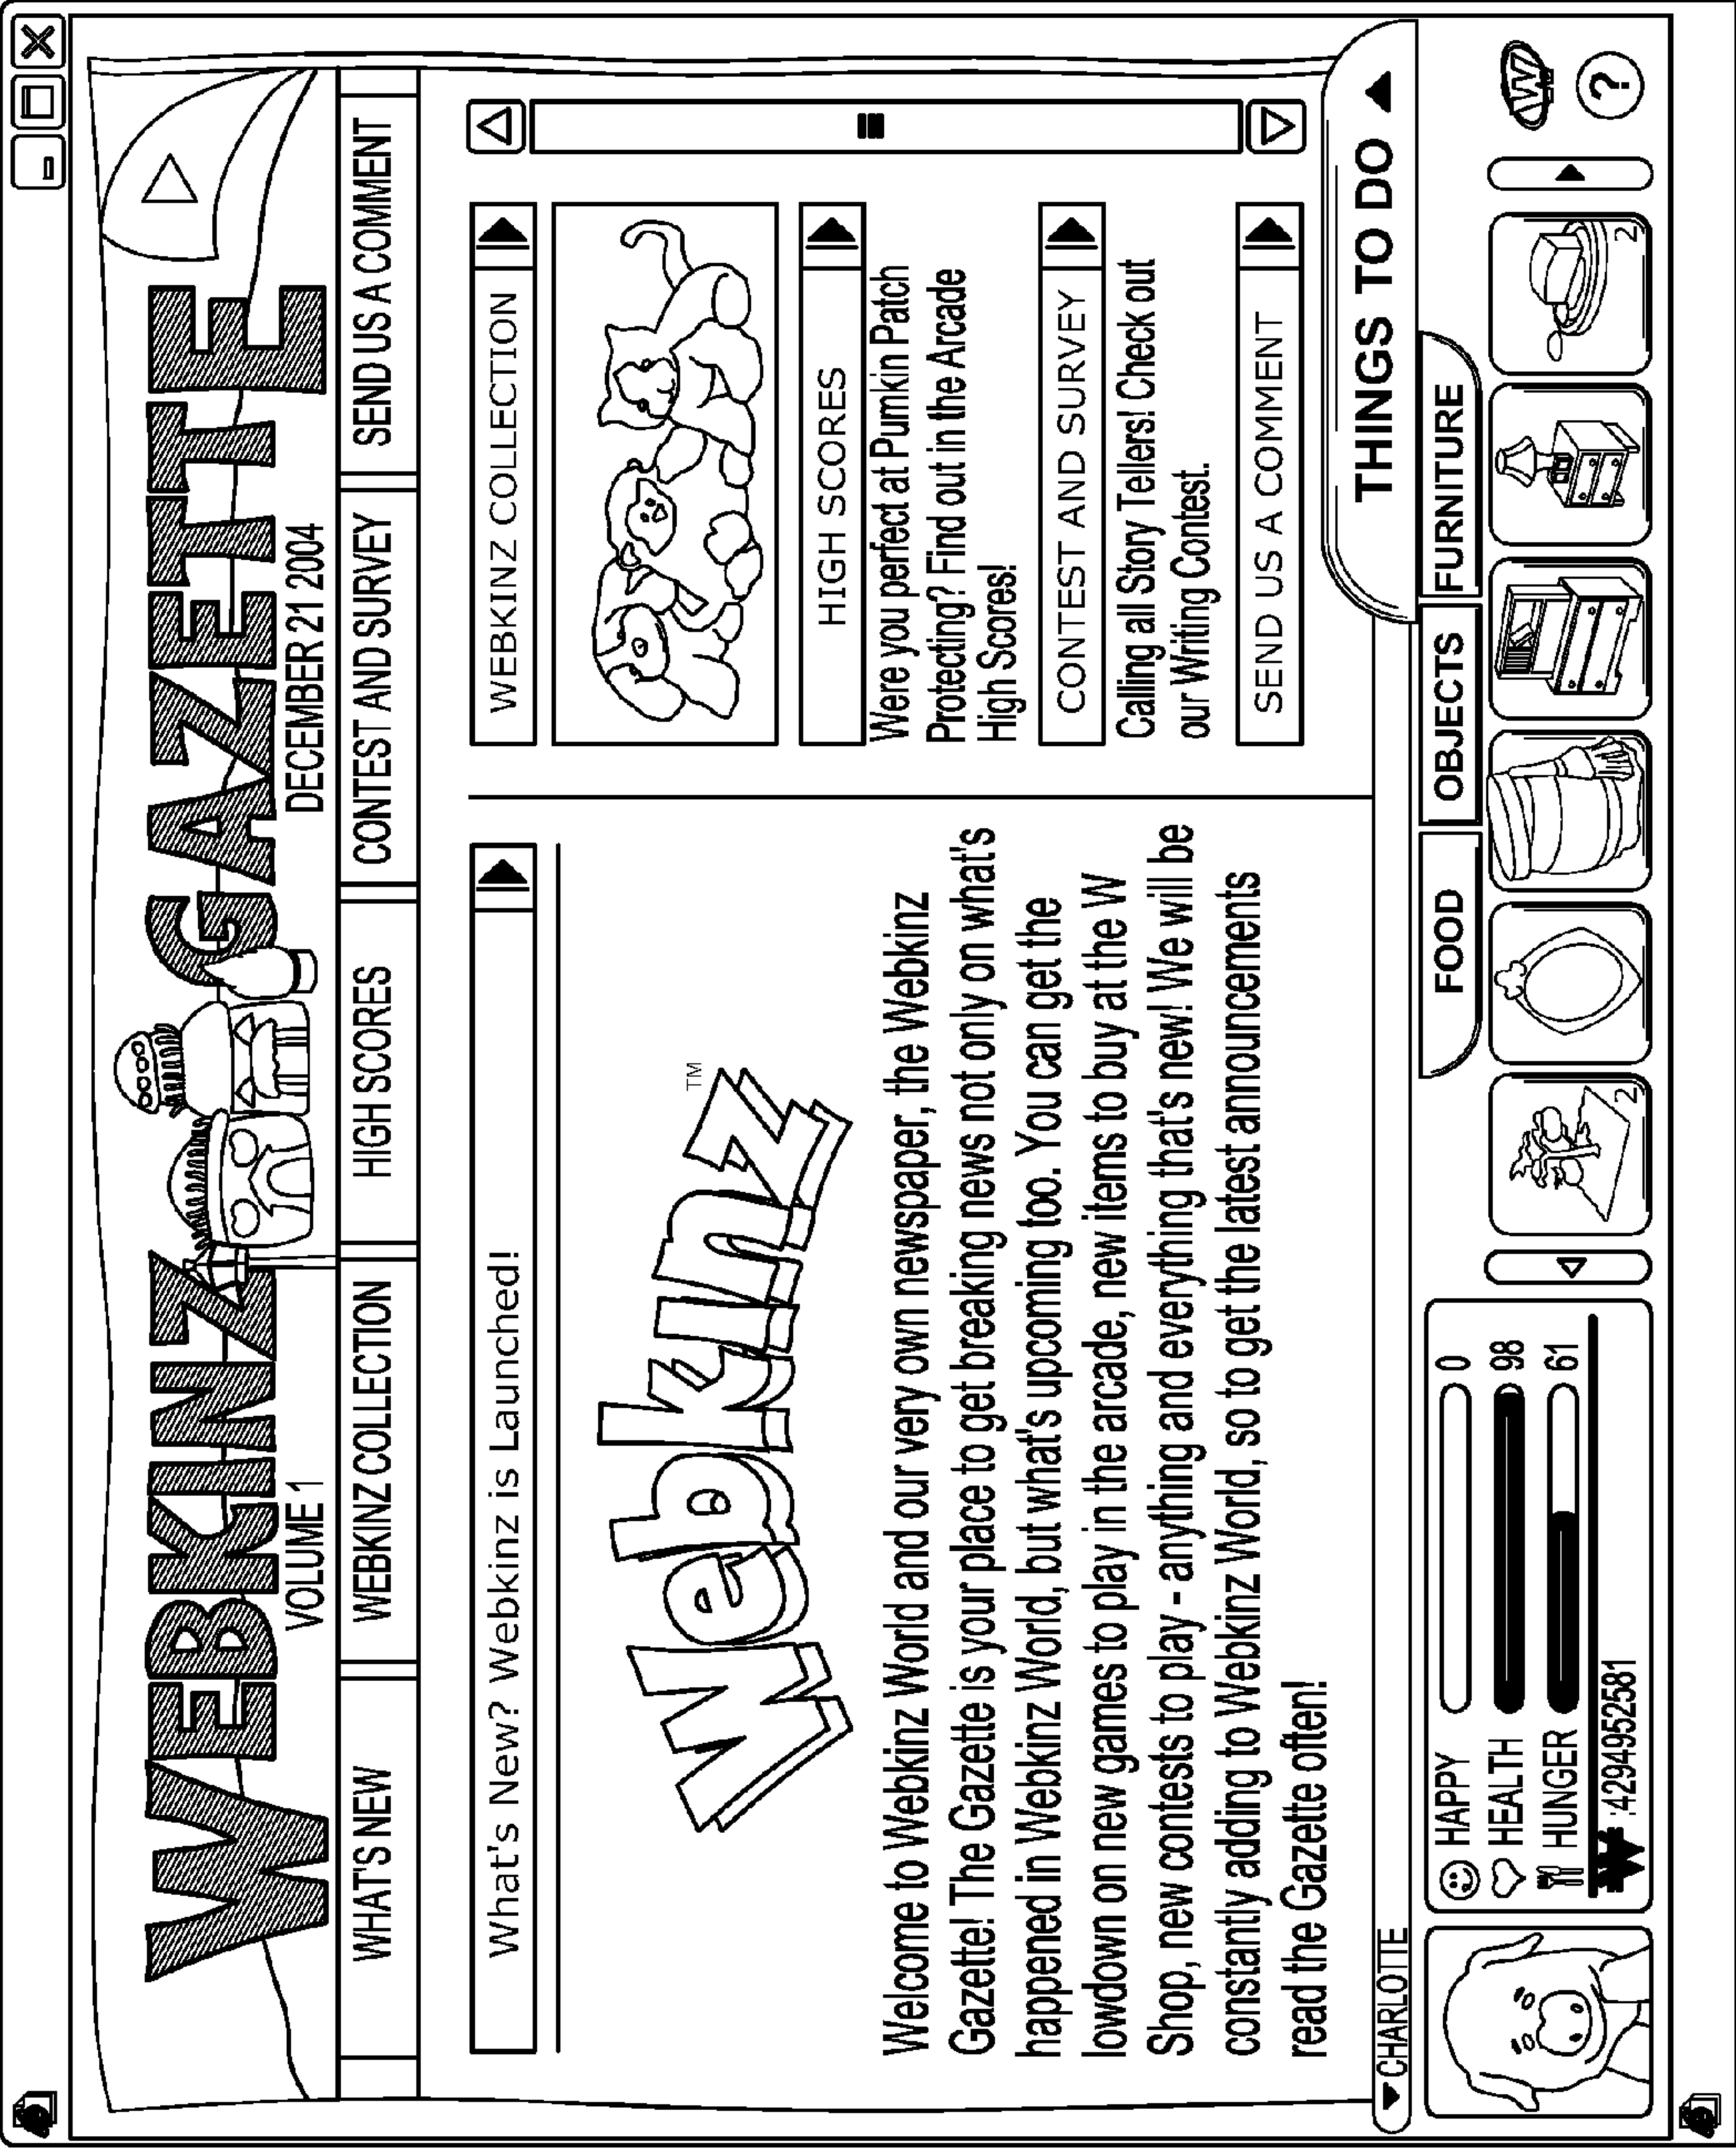 WEBKINZ GAZETTE
VOLUME 1
DECEMBER 21 2004
WHAT'S NEW
WEBKINZ COLLECTION
HIGH SCORES
CONTEST AND SURVEY
SEND US A COMMENT
What's New? Webkinz is Launched!
Webkinz™
Welcome to Webkinz World and our very own newspaper, the Webkinz
Gazette! The Gazette is your place to get breaking news not only on what's
happened in Webkinz World, but what's upcoming too. You can get the
lowdown on new games to play in the arcade, new items to buy at the W
Shop, new contests to play - anything and everything that's new! We will be
constantly adding to Webkinz World, so to get the latest announcements
read the Gazette often!
WEBKINZ COLLECTION
HIGH SCORES
Were you perfect at Pumkin Patch
Protecting? Find out in the Arcade
High Scores!
CONTEST AND SURVEY
Calling all Story Tellers! Check out
our Writing Contest.
SEND US A COMMENT
CHARLOTTE
THINGS TO DO
HAPPY 0
HEALTH 98
HUNGER 61
W :4294952581
FOOD
OBJECTS
FURNITURE
2
2
W
?